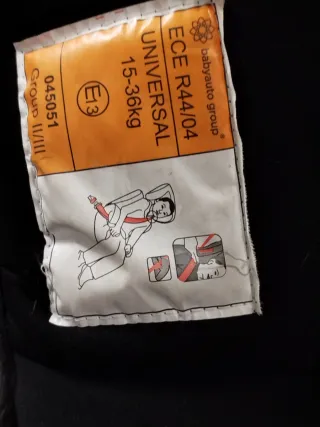 babyauto group®
ECE R44/04
UNIVERSAL
15-36kg
E13
045051
Group II/III